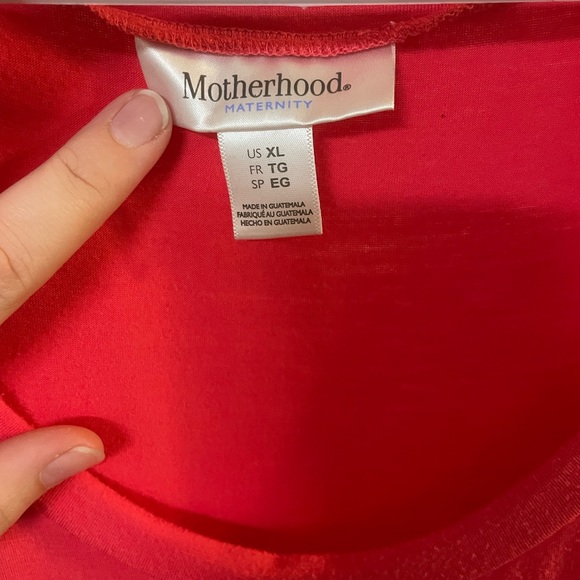 Motherhood®
MATERNITY
US XL
FR TG
SP EG
MADE IN GUATEMALA
FABRIQUÉ AU GUATEMALA
HECHO EN GUATEMALA